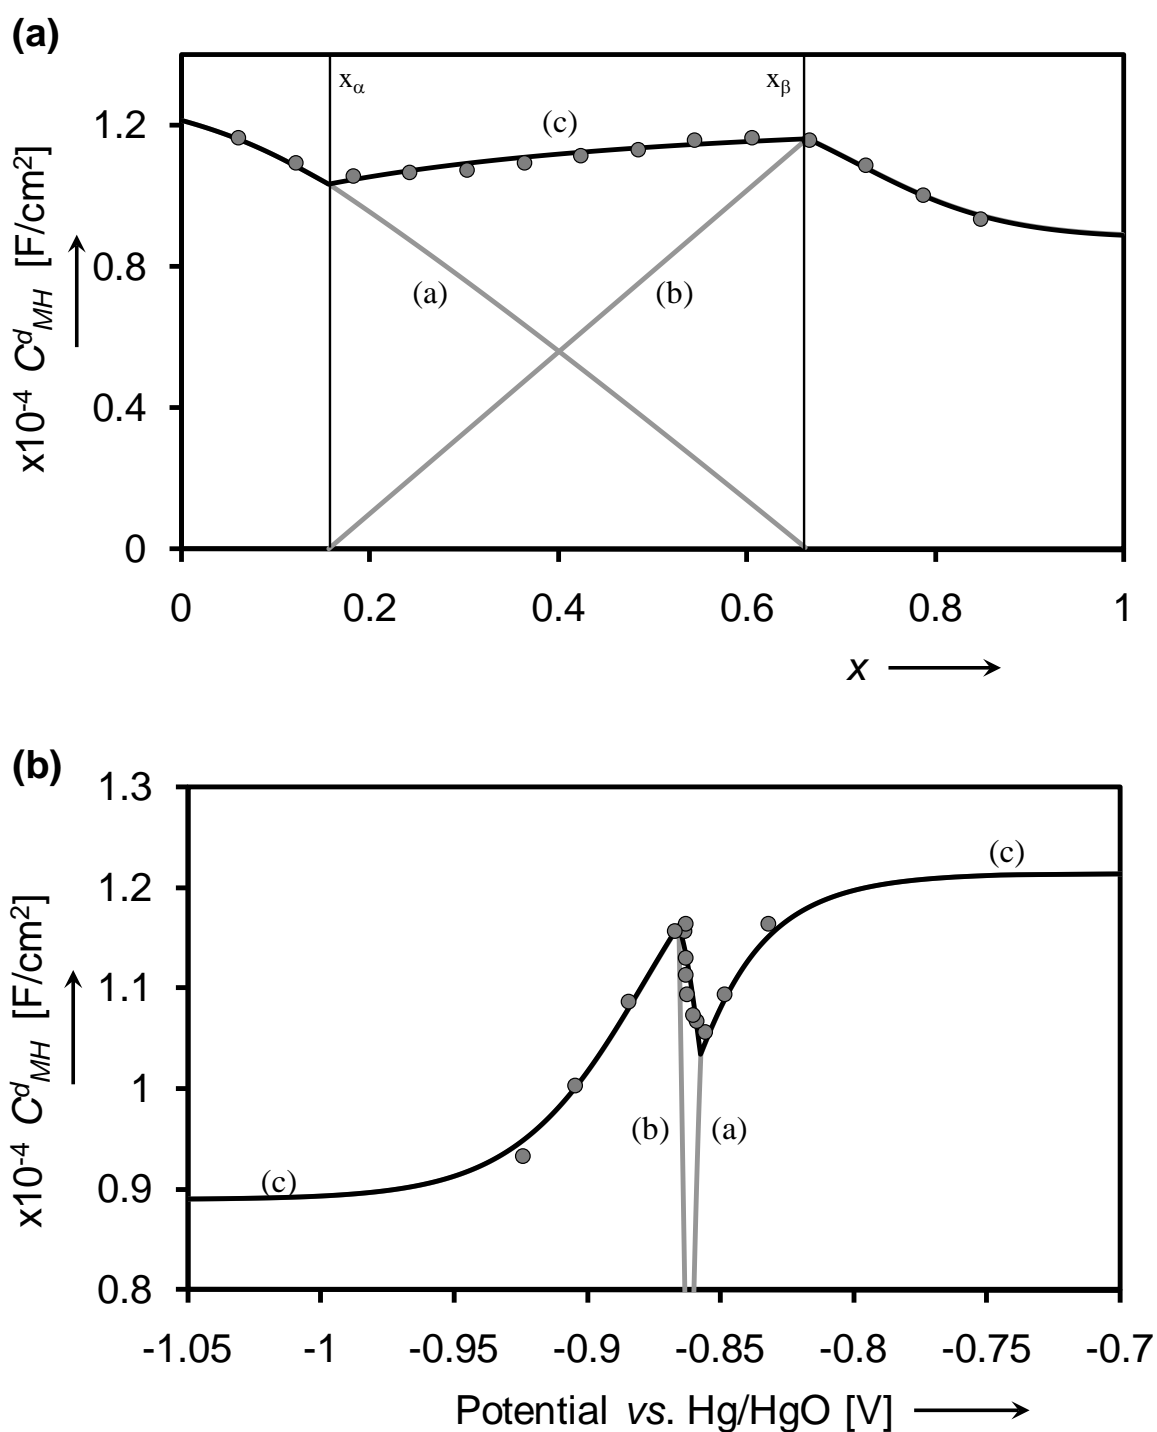 (a)
x10-4 CdMH [F/cm2]
1.2
0.8
0.4
0
xα
xβ
(c)
(a)
(b)
0 0.2 0.4 0.6 0.8 1
x
(b)
x10-4 CdMH [F/cm2]
1.3
1.2
1.1
1
0.9
0.8
(c)
(b)
(a)
(c)
-1.05 -1 -0.95 -0.9 -0.85 -0.8 -0.75 -0.7
Potential vs. Hg/HgO [V]